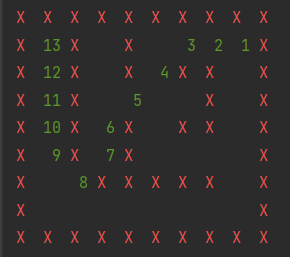 X X X X X X X X X X
X 13 X   X     3 2 1 X
X 12 X   X   4 X X   X
X 11 X     5     X   X
X 10 X   6 X   X X   X
X  9 X   7 X         X
X    8 X X X X X   X
X                 X
X X X X X X X X X X